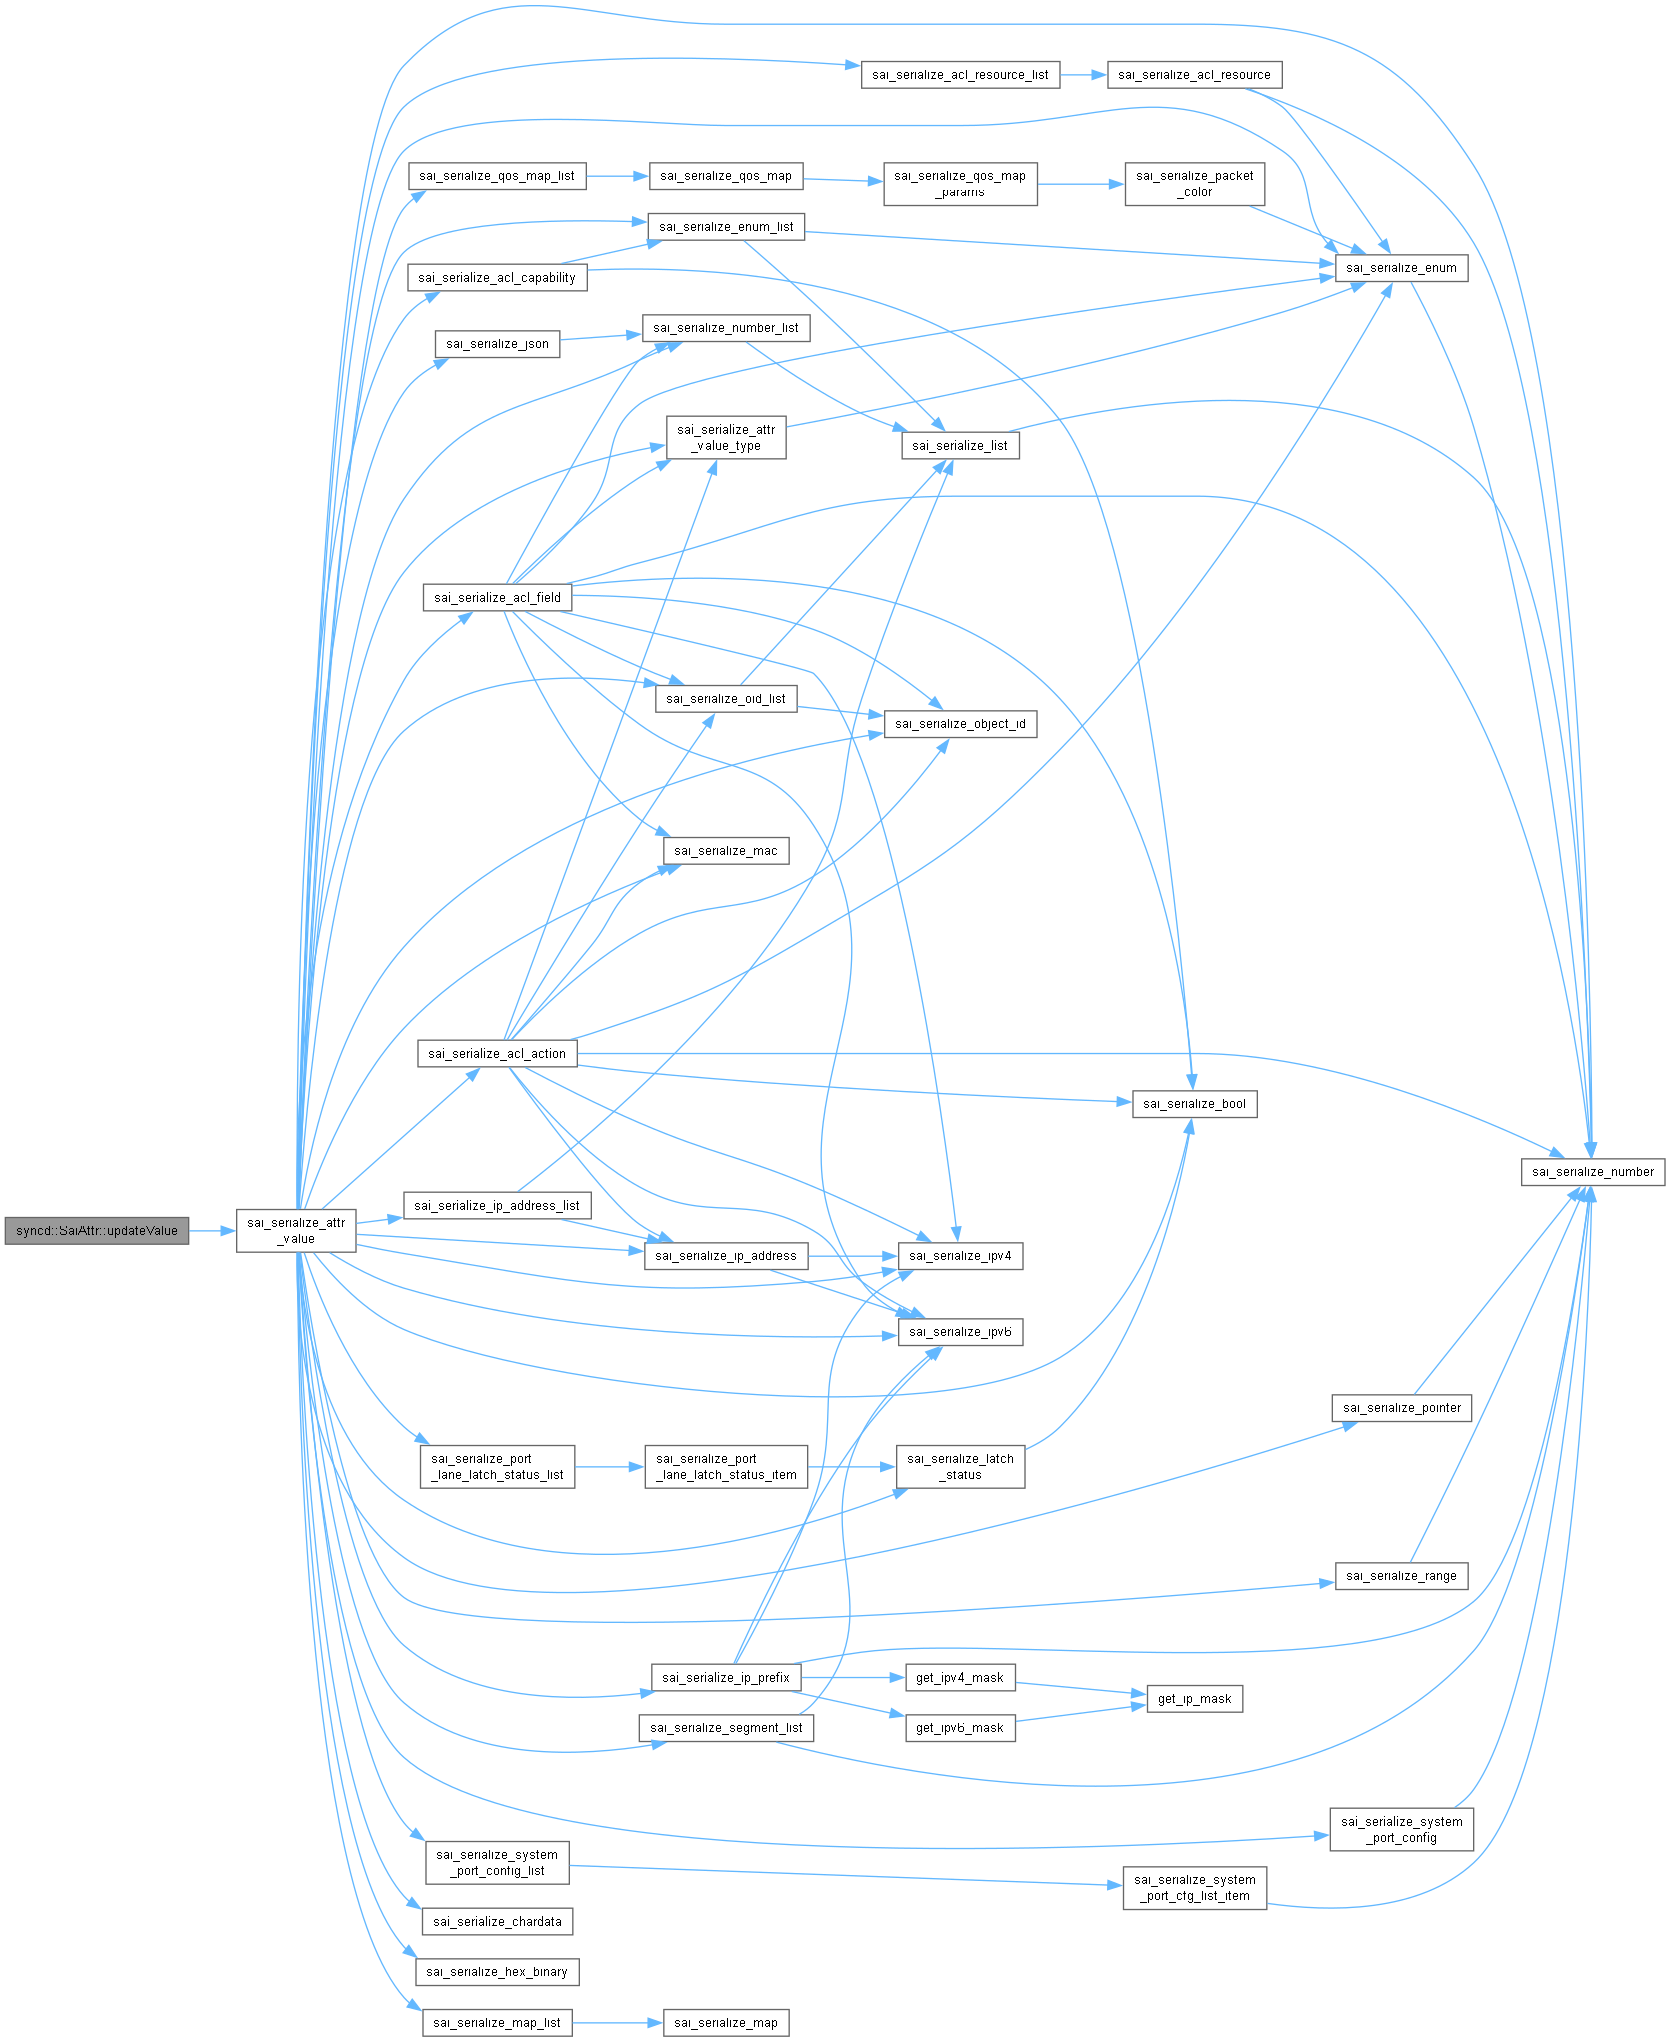 sai_serialize_acl_resource_list
sai_serialize_acl_resource
sai_serialize_qos_map_list
sai_serialize_qos_map
sai_serialize_qos_map
_params
sai_serialize_packet
_color
sai_serialize_enum_list
sai_serialize_enum
sai_serialize_acl_capability
sai_serialize_number_list
sai_serialize_json
sai_serialize_attr
_value_type
sai_serialize_list
sai_serialize_acl_field
sai_serialize_oid_list
sai_serialize_object_id
sai_serialize_mac
sai_serialize_acl_action
sai_serialize_bool
sai_serialize_number
sai_serialize_ip_address_list
syncd::SaiAttr::updateValue
sai_serialize_attr
_value
sai_serialize_ip_address
sai_serialize_ipv4
sai_serialize_ipv6
sai_serialize_pointer
sai_serialize_port
_lane_latch_status_list
sai_serialize_port
_lane_latch_status_item
sai_serialize_latch
_status
sai_serialize_range
sai_serialize_ip_prefix
get_ipv4_mask
get_ip_mask
sai_serialize_segment_list
get_ipv6_mask
sai_serialize_system
_port_config
sai_serialize_system
_port_config_list
sai_serialize_system
_port_cfg_list_item
sai_serialize_chardata
sai_serialize_hex_binary
sai_serialize_map_list
sai_serialize_map